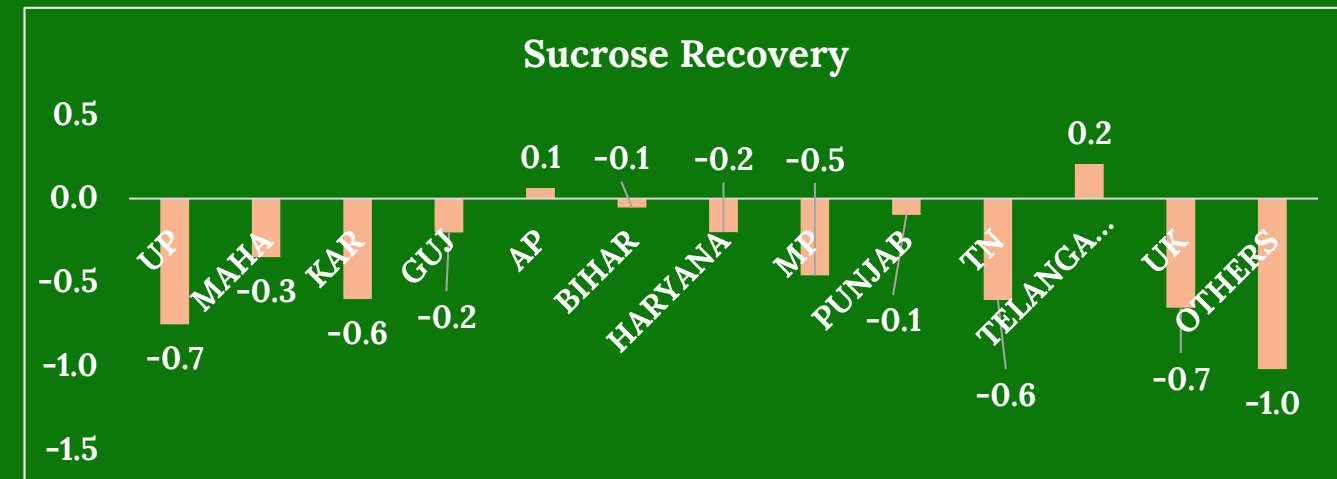 Sucrose Recovery
0.5
0.0
-0.5
-1.0
-1.5
0.1
-0.1
-0.2
-0.5
0.2
-0.3
-0.2
-0.1
-0.6
-0.7
-0.6
-0.7
-1.0
UP
MAHA
KAR
GUJ
AP
BIHAR
HARYANA
MP
PUNJAB
TN
TELANGA...
UK
OTHERS